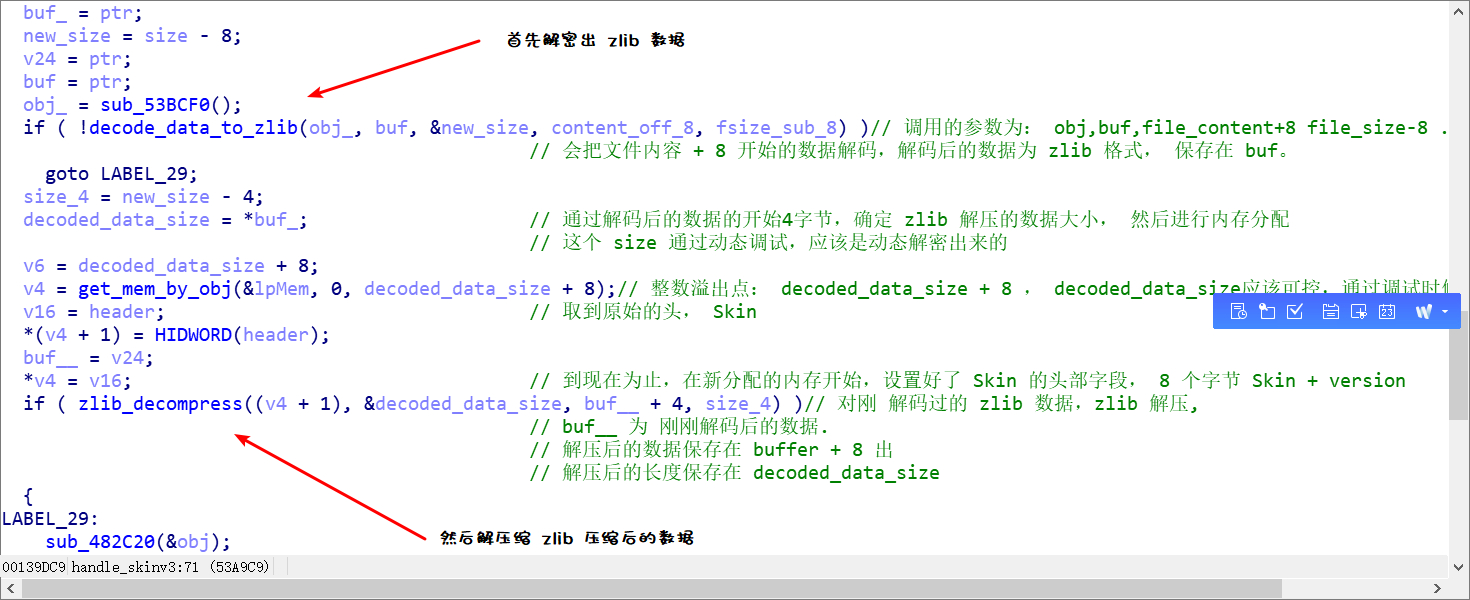 buf_ = ptr;
new_size = size - 8;
首先解密出 zlib 数据
v24 = ptr;
buf = ptr;
obj_ = sub_53BCF0();
if ( !decode_data_to_zlib(obj_, buf, &new_size, content_off_8, fsize_sub_8) )// 调用的参数为： obj,buf,file_content+8 file_size-8 .
// 会把文件内容 + 8 开始的数据解码，解码后的数据为 zlib 格式， 保存在 buf。
goto LABEL_29;
size_4 = new_size - 4;
decoded_data_size = *buf_; // 通过解码后的数据的开始4字节，确定 zlib 解压的数据大小， 然后进行内存分配
// 这个 size 通过动态调试，应该是动态解密出来的
v6 = decoded_data_size + 8;
v4 = get_mem_by_obj(&lpMem, 0, decoded_data_size + 8);// 整数溢出点： decoded_data_size + 8 ， decoded_data_size应该可控，通过调试时
v16 = header; // 取到原始的头， Skin
*(v4 + 1) = HIDWORD(header);
buf__ = v24;
*v4 = v16; // 到现在为止，在新分配的内存开始，设置好了 Skin 的头部字段， 8 个字节 Skin + version
if ( zlib_decompress((v4 + 1), &decoded_data_size, buf__ + 4, size_4) )// 对刚 解码过的 zlib 数据，zlib 解压,
// buf__ 为 刚刚解码后的数据.
// 解压后的数据保存在 buffer + 8 出
// 解压后的长度保存在 decoded_data_size
{
LABEL_29:
然后解压缩 zlib 压缩后的数据
sub_482C20(&obj);
00139DC9 handle_skinv3:71 (53A9C9)